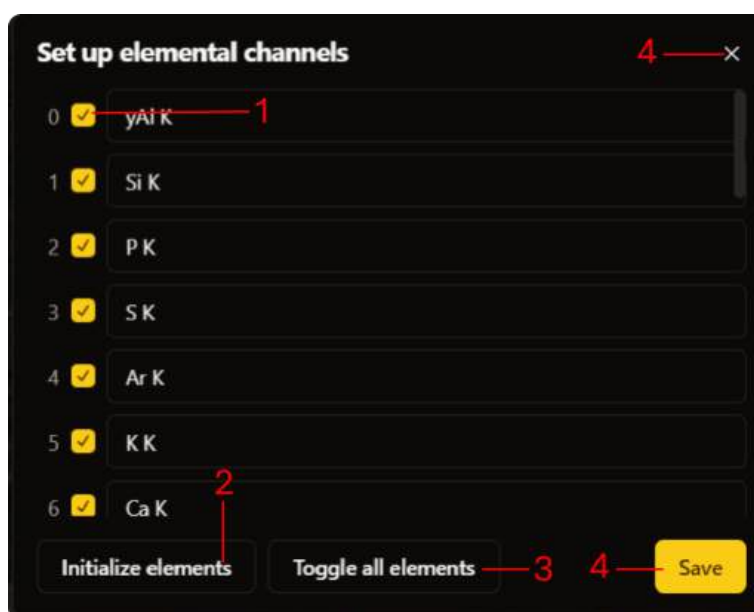 Set up elemental channels 4
0 yAl K 1
1 Si K
2 P K
3 S K
4 Ar K
5 K K
2
6 Ca K
Initialize elements Toggle all elements 3 4 Save